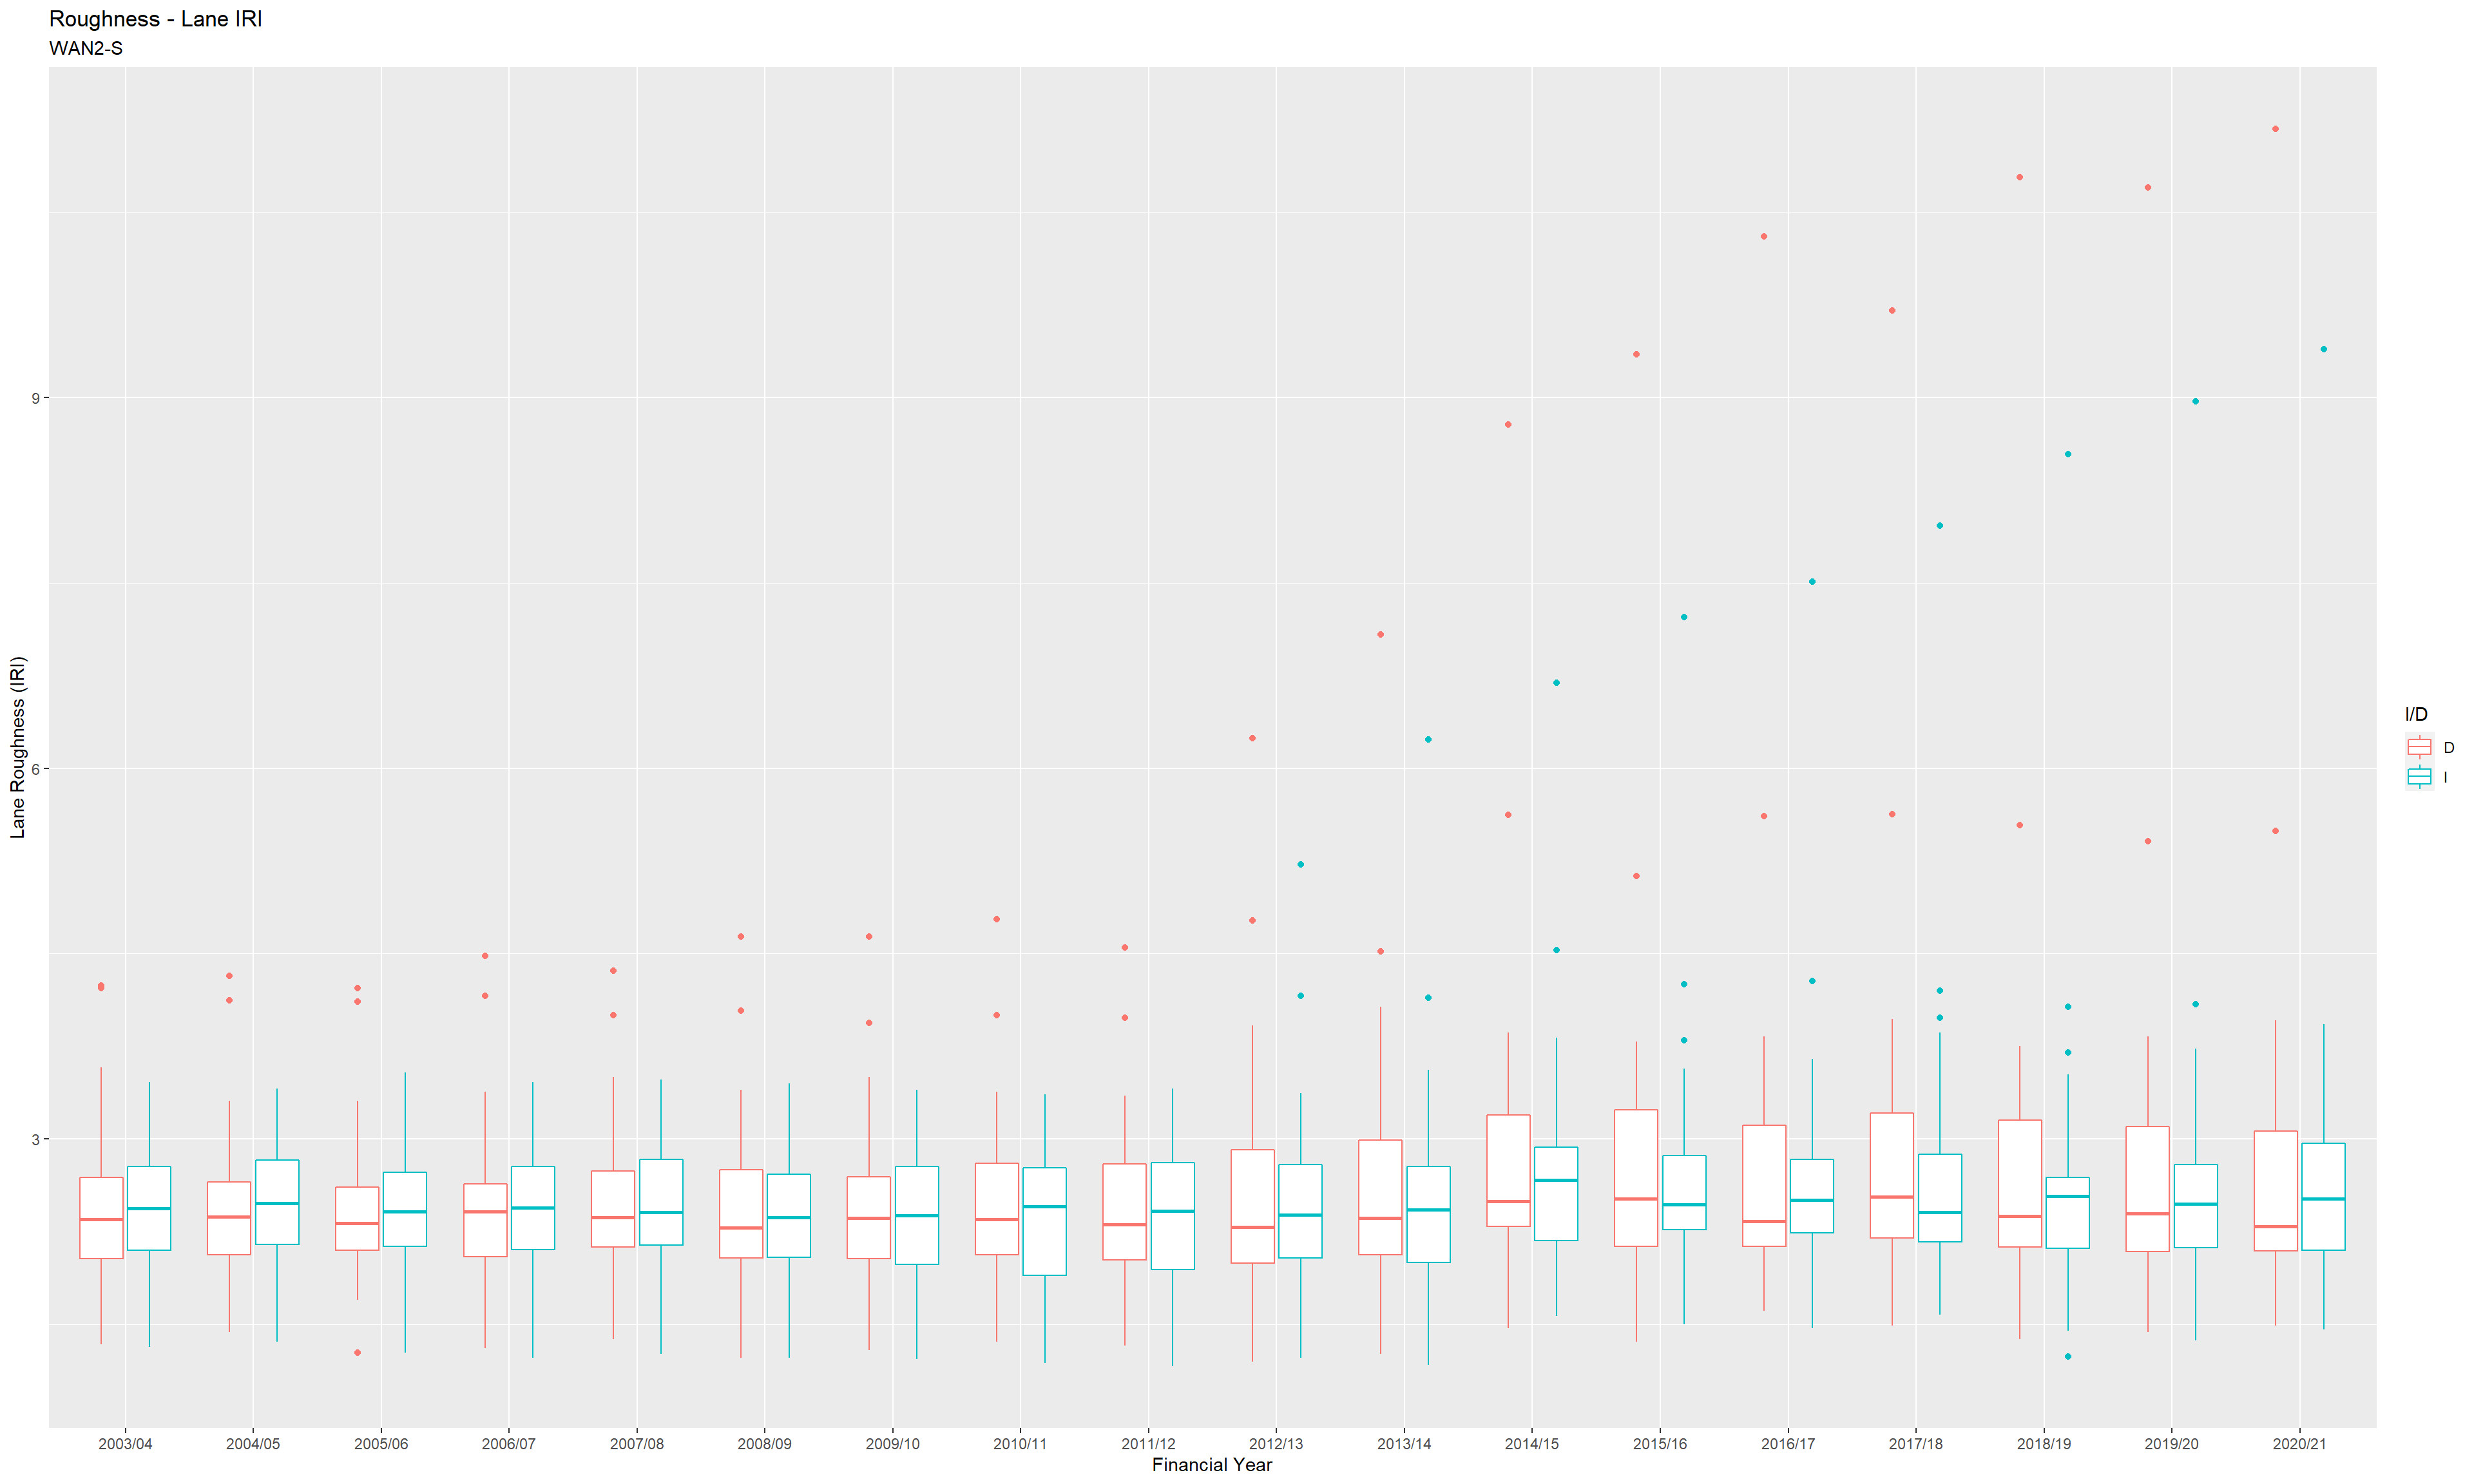 Roughness - Lane IRI
WAN2-S
Lane Roughness (IRI)
9
6
3
2003/04 2004/05 2005/06 2006/07 2007/08 2008/09 2009/10 2010/11 2011/12 2012/13 2013/14 2014/15 2015/16 2016/17 2017/18 2018/19 2019/20 2020/21
Financial Year
I/D
D
I